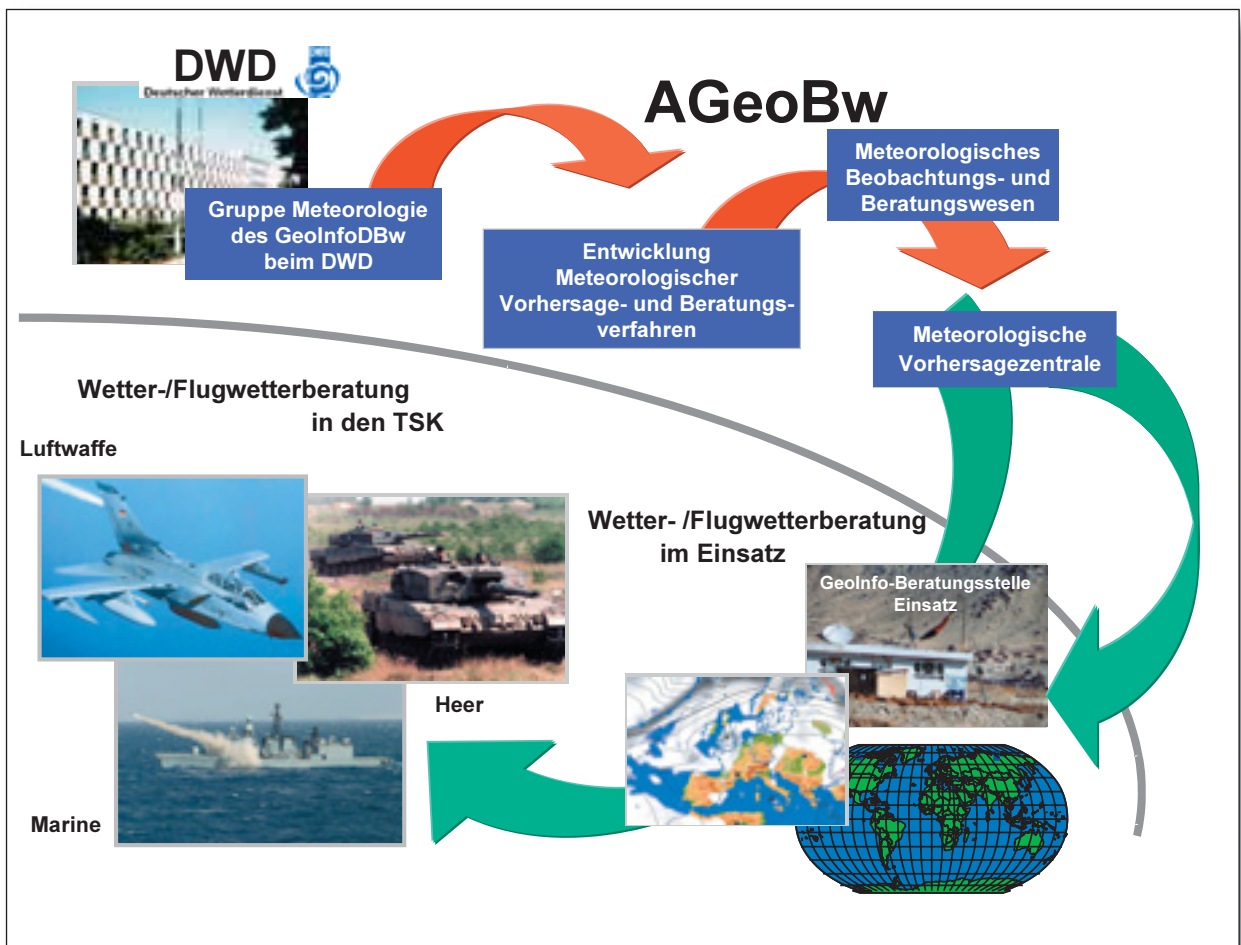 DWD
Deutscher Wetterdienst
AGeoBw
Gruppe Meteorologie
des GeoInfoDBw
beim DWD
Entwicklung
Meteorologischer
Vorhersage- und Beratungs-
verfahren
Meteorologisches
Beobachtungs- und
Beratungswesen
Meteorologische
Vorhersagezentrale
Wetter-/Flugwetterberatung
in den TSK
Luftwaffe
Heer
Marine
Wetter- /Flugwetterberatung
im Einsatz
GeoInfo-Beratungsstelle
Einsatz